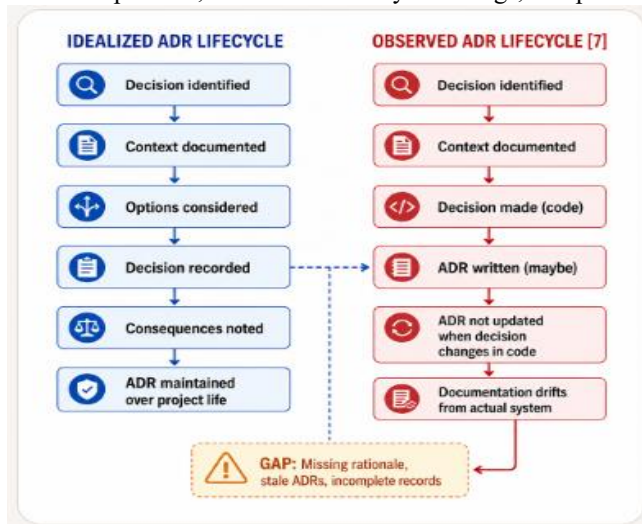 IDEALIZED ADR LIFECYCLE
Decision identified
Context documented
Options considered
Decision recorded
Consequences noted
ADR maintained
over project life
OBSERVED ADR LIFECYCLE [7]
Decision identified
Context documented
</> Decision made (code)
ADR written (maybe)
ADR not updated
when decision
changes in code
Documentation drifts
from actual system
GAP: Missing rationale,
stale ADRs, incomplete records